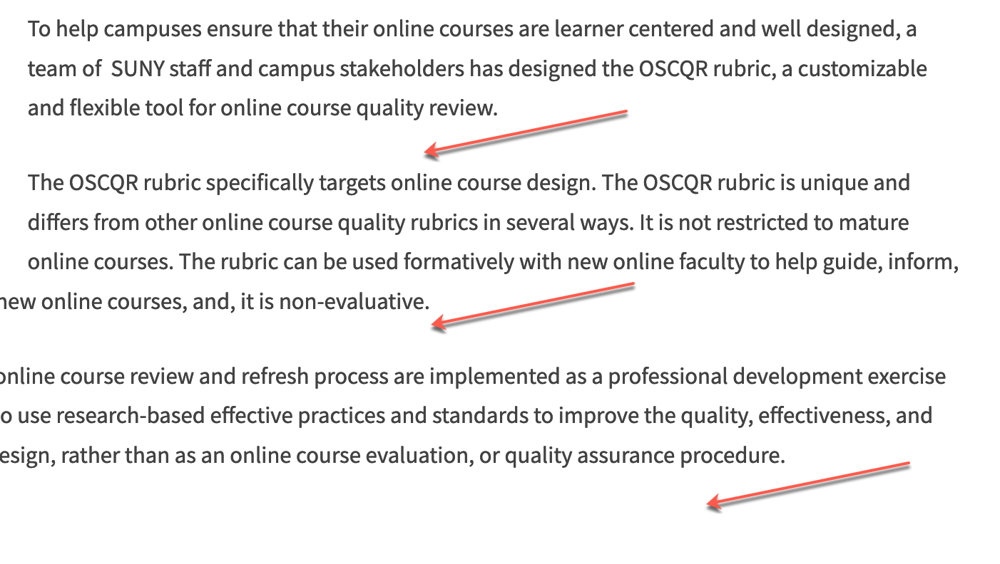 To help campuses ensure that their online courses are learner centered and well designed, a
team of  SUNY staff and campus stakeholders has designed the OSCQR rubric, a customizable
and flexible tool for online course quality review.
The OSCQR rubric specifically targets online course design. The OSCQR rubric is unique and
differs from other online course quality rubrics in several ways. It is not restricted to mature
online courses. The rubric can be used formatively with new online faculty to help guide, inform,
new online courses, and, it is non-evaluative.
online course review and refresh process are implemented as a professional development exercise
o use research-based effective practices and standards to improve the quality, effectiveness, and
esign, rather than as an online course evaluation, or quality assurance procedure.